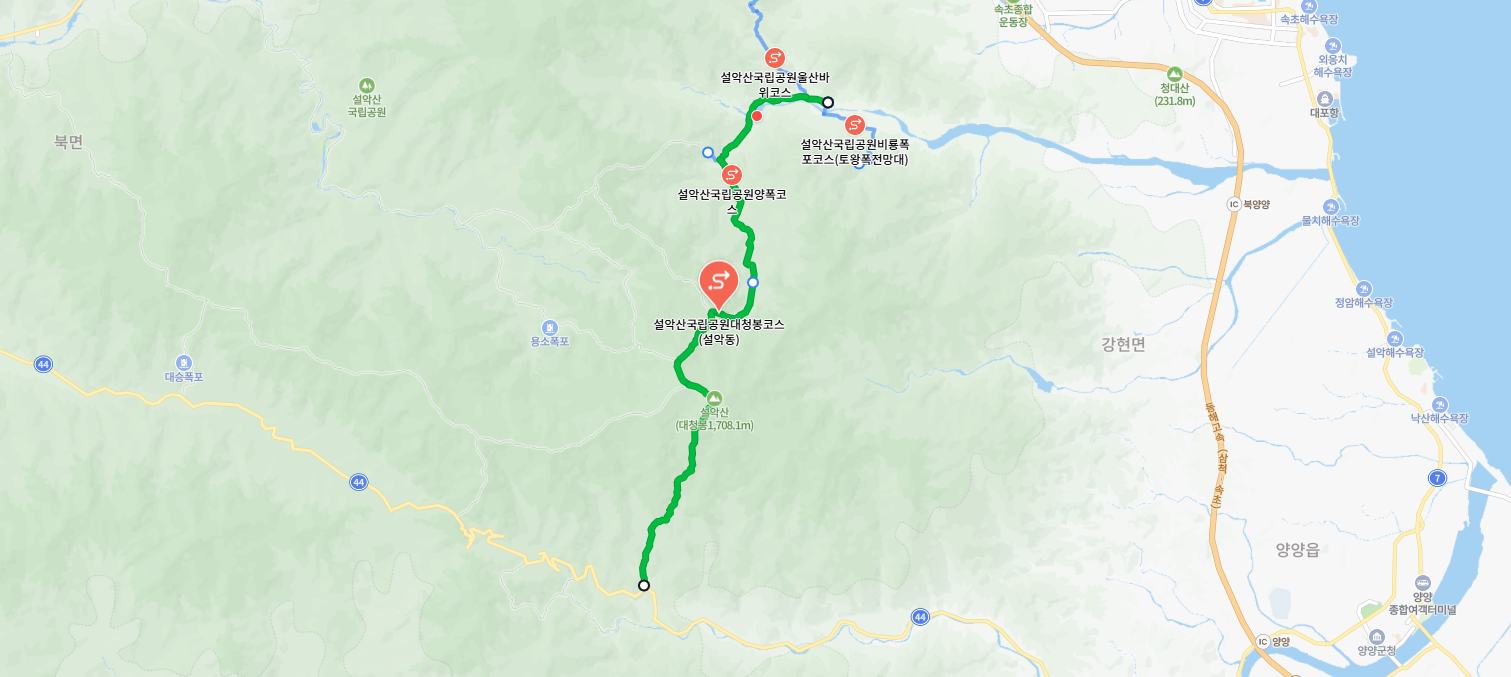 속초종합
운동장
속초해수욕장
외옹치
해수욕장
설악산국립공원울산바
위코스
청대산
(231.8m)
설악산
국립공원
대포항
북면
설악산국립공원비룡폭
포코스(토왕폭전망대)
설악산국립공원양폭코
스
IC
북양양
물치해수욕장
정암해수욕장
설악산국립공원대청봉코스
(설악동)
용소폭포
강현면
설악해수욕장
44
대승폭포
설악산
(대청봉1,708.1m)
낙산해수욕장
동해고속 (삼척-속초)
44
7
양양읍
양양
종합여객터미널
44
IC
양양
양양군청